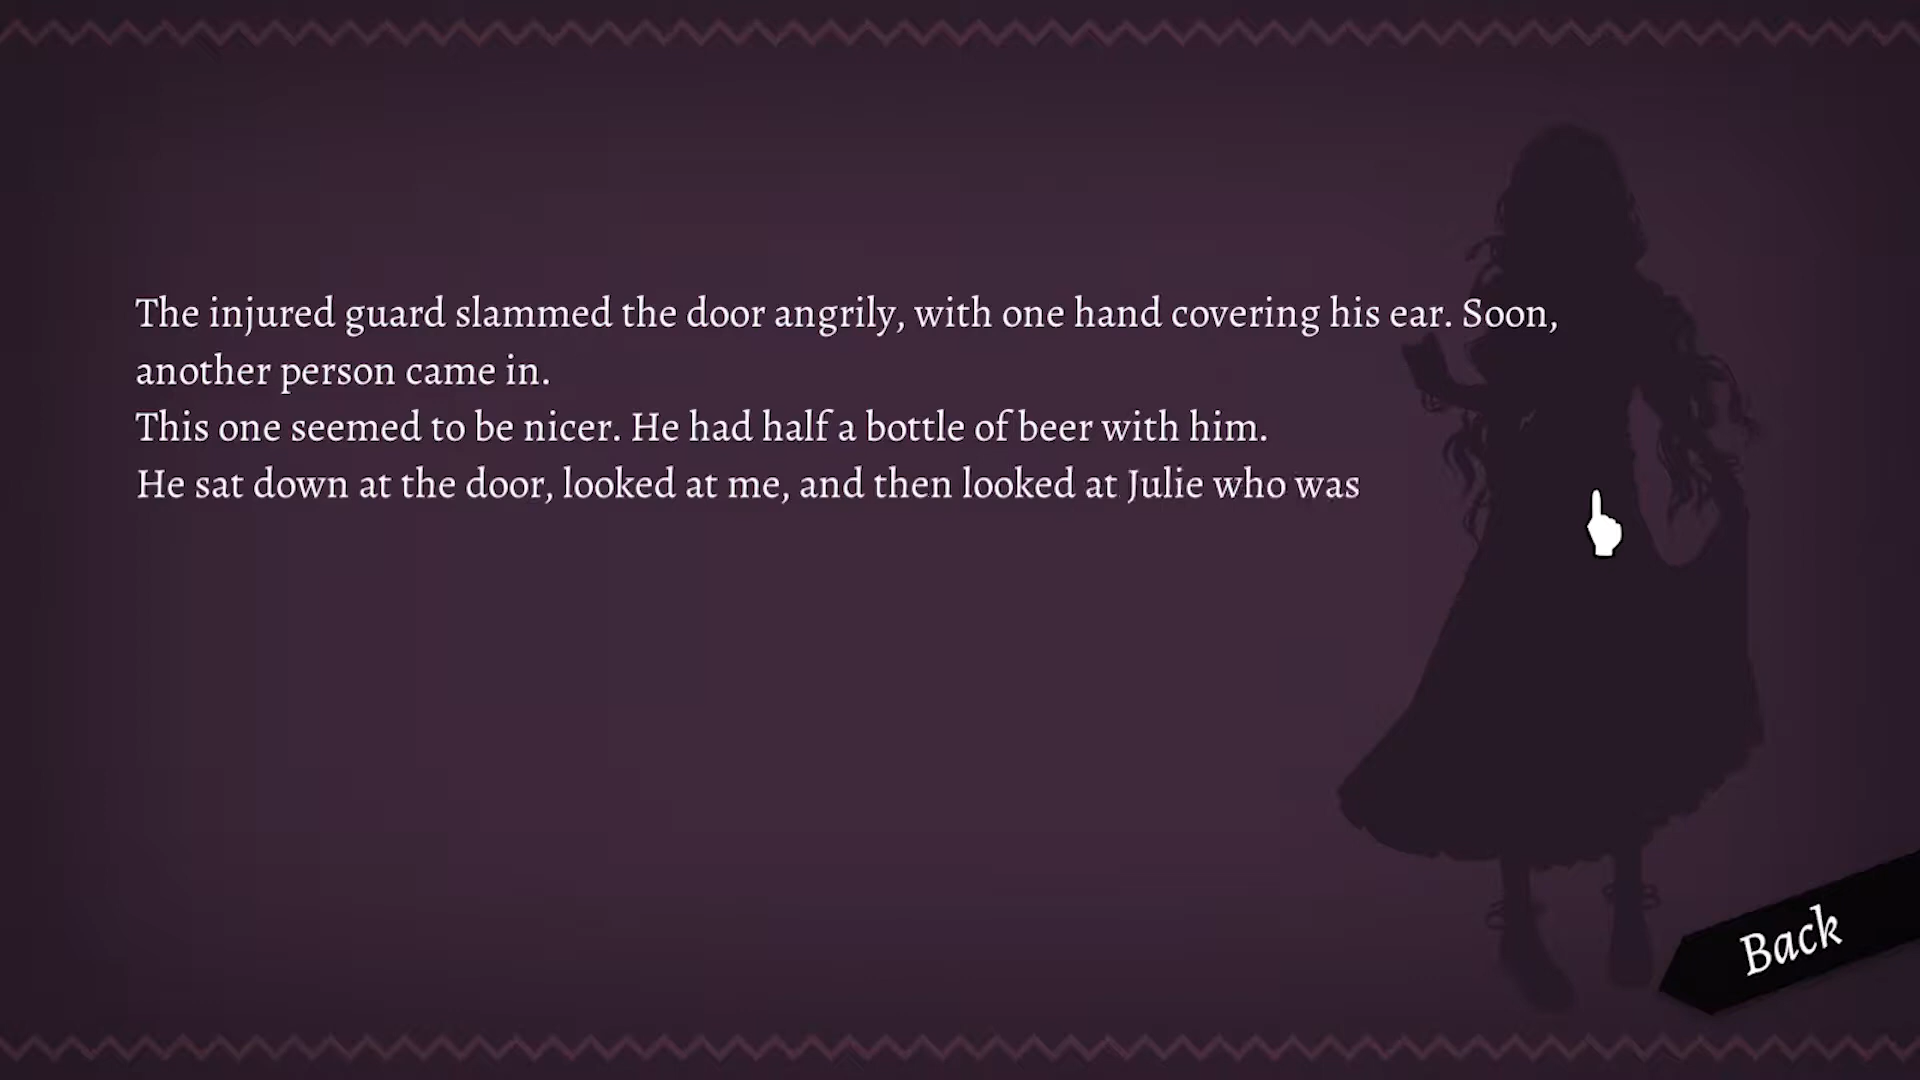 The injured guard slammed the door angrily, with one hand covering his ear. Soon,
another person came in.
This one seemed to be nicer. He had half a bottle of beer with him.
He sat down at the door, looked at me, and then looked at Julie who was
Back